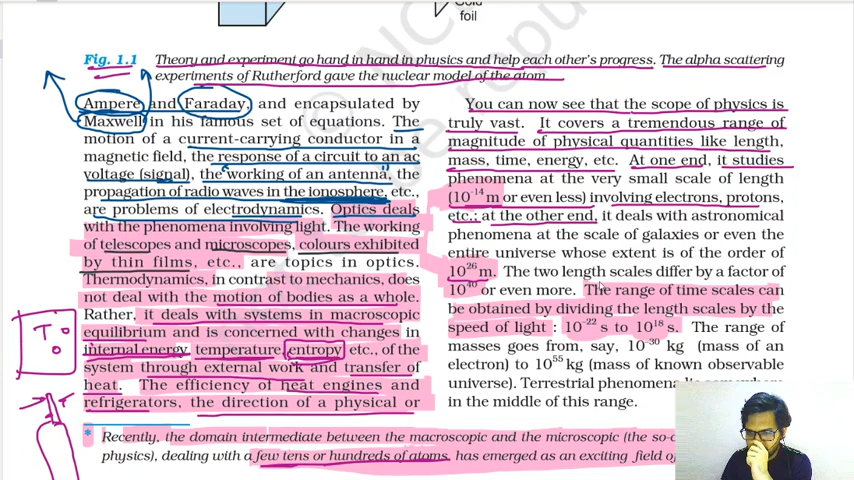 Gold
foil
Fig. 1.1 Theory and experiment go hand in hand in physics and help each other's progress. The alpha scattering
experiments of Rutherford gave the nuclear model of the atom
Ampere and Faraday, and encapsulated by
Maxwell in his famous set of equations. The
motion of a current-carrying conductor in a
magnetic field, the response of a circuit to an ac
voltage (signal), the working of an antenna, the
propagation of radio waves in the ionosphere, etc.,
are problems of electrodynamics. Optics deals
with the phenomena involving light. The working
of telescopes and microscopes, colours exhibited
by thin films, etc., are topics in optics.
Thermodynamics, in contrast to mechanics, does
not deal with the motion of bodies as a whole.
Rather, it deals with systems in macroscopic
equilibrium and is concerned with changes in
internal energy, temperature, entropy, etc., of the
system through external work and transfer of
heat. The efficiency of heat engines and
refrigerators, the direction of a physical or
T
You can now see that the scope of physics is
truly vast. It covers a tremendous range of
magnitude of physical quantities like length,
mass, time, energy, etc. At one end, it studies
phenomena at the very small scale of length
(10⁻¹⁴ m or even less) involving electrons, protons,
etc.; at the other end, it deals with astronomical
phenomena at the scale of galaxies or even the
entire universe whose extent is of the order of
10²⁶ m. The two length scales differ by a factor of
10⁴⁰ or even more. The range of time scales can
be obtained by dividing the length scales by the
speed of light : 10⁻²² s to 10¹⁸ s. The range of
masses goes from, say, 10⁻³⁰ kg (mass of an
electron) to 10⁵⁵ kg (mass of known observable
universe). Terrestrial phenomena
in the middle of this range.
* Recently, the domain intermediate between the macroscopic and the microscopic (the so-
physics), dealing with a few tens or hundreds of atoms, has emerged as an exciting field of